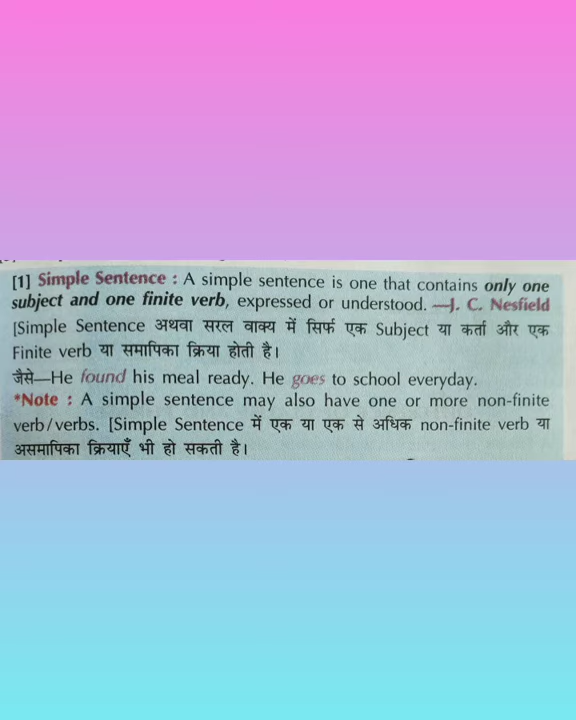 [1] Simple Sentence : A simple sentence is one that contains only one
subject and one finite verb, expressed or understood. —J. C. Nesfield
[Simple Sentence अथवा सरल वाक्य में सिर्फ एक Subject या कर्ता और एक
Finite verb या समापिका क्रिया होती है।
जैसे—He found his meal ready. He goes to school everyday.
*Note : A simple sentence may also have one or more non-finite
verb/verbs. [Simple Sentence में एक या एक से अधिक non-finite verb या
असमापिका क्रियाएँ भी हो सकती है।